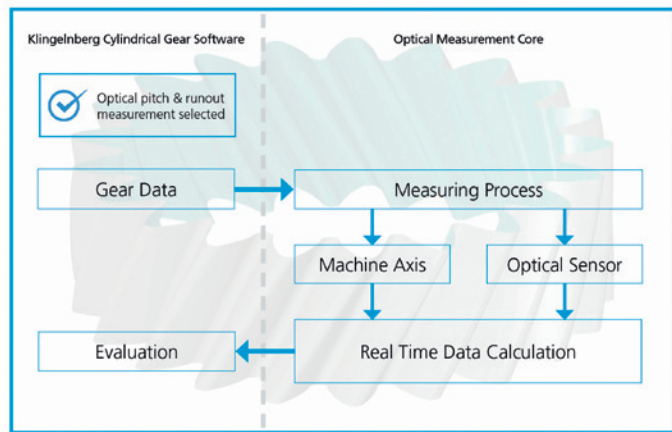 Klingelnberg Cylindrical Gear Software
Optical Measurement Core
Optical pitch & runout
measurement selected
Gear Data
Measuring Process
Machine Axis
Optical Sensor
Evaluation
Real Time Data Calculation